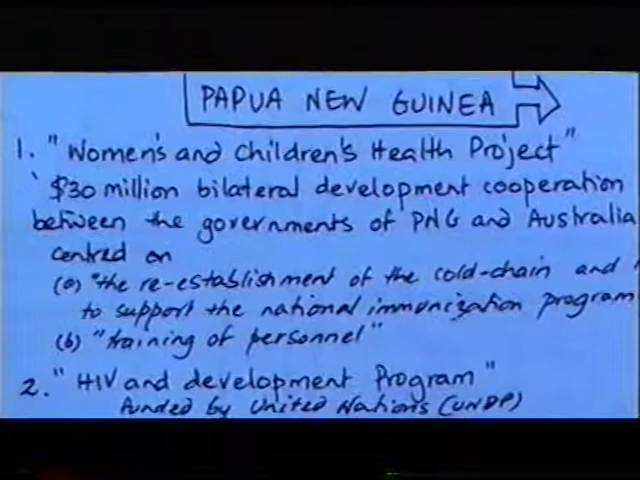 PAPUA NEW GUINEA
1. "Women's and Children's Health Project"
$30 million bilateral development cooperation
between the governments of PNG and Australia
centred on
(a) "the re-establishment of the cold-chain and
to support the national immunization program
(b) "training of personnel"
2. "HIV and development Program"
funded by United Nations (UNDP)